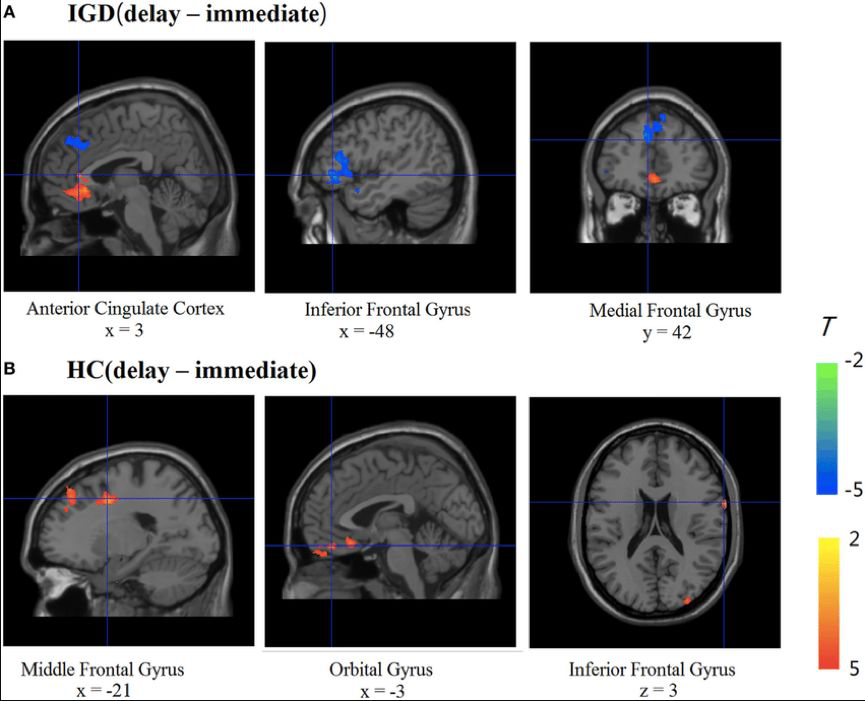 A
IGD(delay – immediate)
Anterior Cingulate Cortex
x = 3
Inferior Frontal Gyrus
x = -48
Medial Frontal Gyrus
y = 42
T
-2
-5
B
HC(delay – immediate)
Middle Frontal Gyrus
x = -21
Orbital Gyrus
x = -3
Inferior Frontal Gyrus
z = 3
2
5